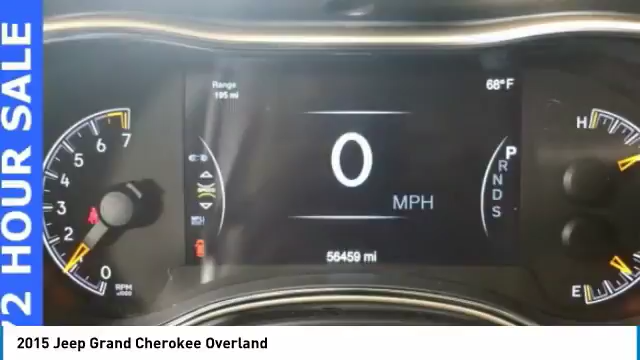 72 HOUR SALE
Range
195 mi
68°F
7
6
5
4
3
2
1
0
RPM
x1000
0
MPH
P
R
N
D
S
56459 mi
H
E
2015 Jeep Grand Cherokee Overland